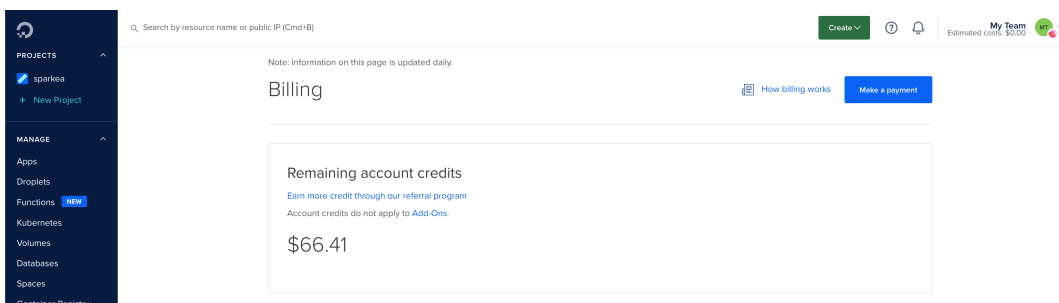 Search by resource name or public IP (Cmd+B)
Create
My Team
Estimated costs: $0.00
MT
PROJECTS
sparkea
+ New Project
MANAGE
Apps
Droplets
Functions NEW
Kubernetes
Volumes
Databases
Spaces
Container Registry
Note: Information on this page is updated daily.
Billing
How billing works
Make a payment
Remaining account credits
Earn more credit through our referral program
Account credits do not apply to Add-Ons.
$66.41